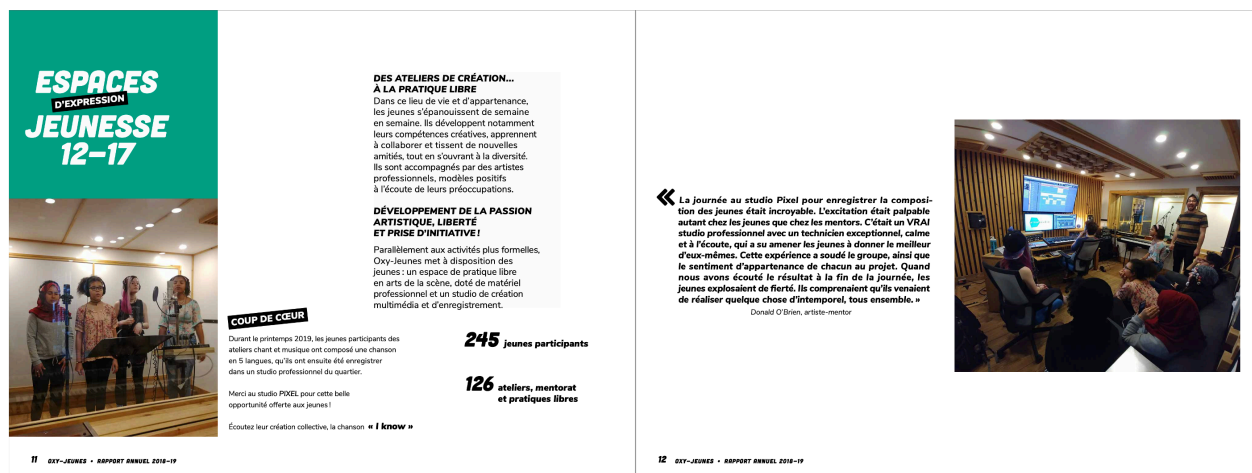 ESPACES
D'EXPRESSION
JEUNESSE
12–17
DES ATELIERS DE CRÉATION...
À LA PRATIQUE LIBRE
Dans ce lieu de vie et d'appartenance,
les jeunes s'épanouissent de semaine
en semaine. Ils développent notamment
leurs compétences créatives, apprennent
à collaborer et tissent de nouvelles
amitiés, tout en s'ouvrant à la diversité.
Ils sont accompagnés par des artistes
professionnels, modèles positifs
à l'écoute de leurs préoccupations.
DÉVELOPPEMENT DE LA PASSION
ARTISTIQUE, LIBERTÉ
ET PRISE D'INITIATIVE !
Parallèlement aux activités plus formelles,
Oxy-Jeunes met à disposition des
jeunes : un espace de pratique libre
en arts de la scène, doté de matériel
professionnel et un studio de création
multimédia et d'enregistrement.
COUP DE CŒUR
Durant le printemps 2019, les jeunes participants des
ateliers chant et musique ont composé une chanson
en 5 langues, qu'ils ont ensuite été enregistrer
dans un studio professionnel du quartier.
Merci au studio PIXEL pour cette belle
opportunité offerte aux jeunes !
Écoutez leur création collective, la chanson « I know »
245 jeunes participants
126 ateliers, mentorat
et pratiques libres
11 OXY-JEUNES • RAPPORT ANNUEL 2018-19
« La journée au studio Pixel pour enregistrer la composi-
tion des jeunes était incroyable. L'excitation était palpable
autant chez les jeunes que chez les mentors. C'était un VRAI
studio professionnel avec un technicien exceptionnel, calme
et à l'écoute, qui a su amener les jeunes à donner le meilleur
d'eux-mêmes. Cette expérience a soudé le groupe, ainsi que
le sentiment d'appartenance de chacun au projet. Quand
nous avons écouté le résultat à la fin de la journée, les
jeunes explosaient de fierté. Ils comprenaient qu'ils venaient
de réaliser quelque chose d'intemporel, tous ensemble. »
Donald O'Brien, artiste-mentor
12 OXY-JEUNES • RAPPORT ANNUEL 2018-19